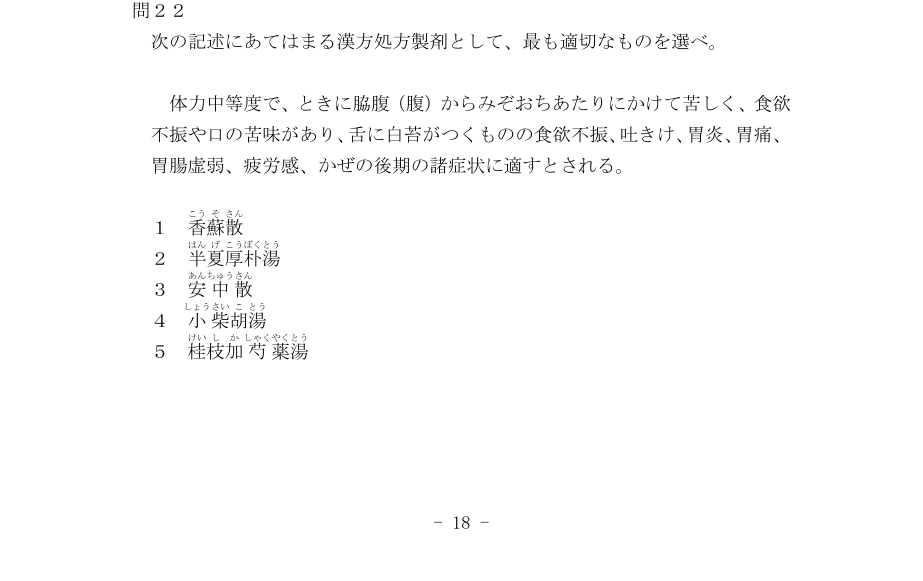 問２２
次の記述にあてはまる漢方処方製剤として、最も適切なものを選べ。
体力中等度で、ときに脇腹（腹）からみぞおちあたりにかけて苦しく、食欲
不振や口の苦味があり、舌に白苔がつくものの食欲不振、吐きけ、胃炎、胃痛、
胃腸虚弱、疲労感、かぜの後期の諸症状に適すとされる。
こう そ さん
１ 香蘇散
はん げ こうぼくとう
２ 半夏厚朴湯
あんちゅうさん
３ 安中散
しょうさい こ とう
４ 小柴胡湯
けい し か しゃくやくとう
５ 桂枝加芍薬湯
- 18 -